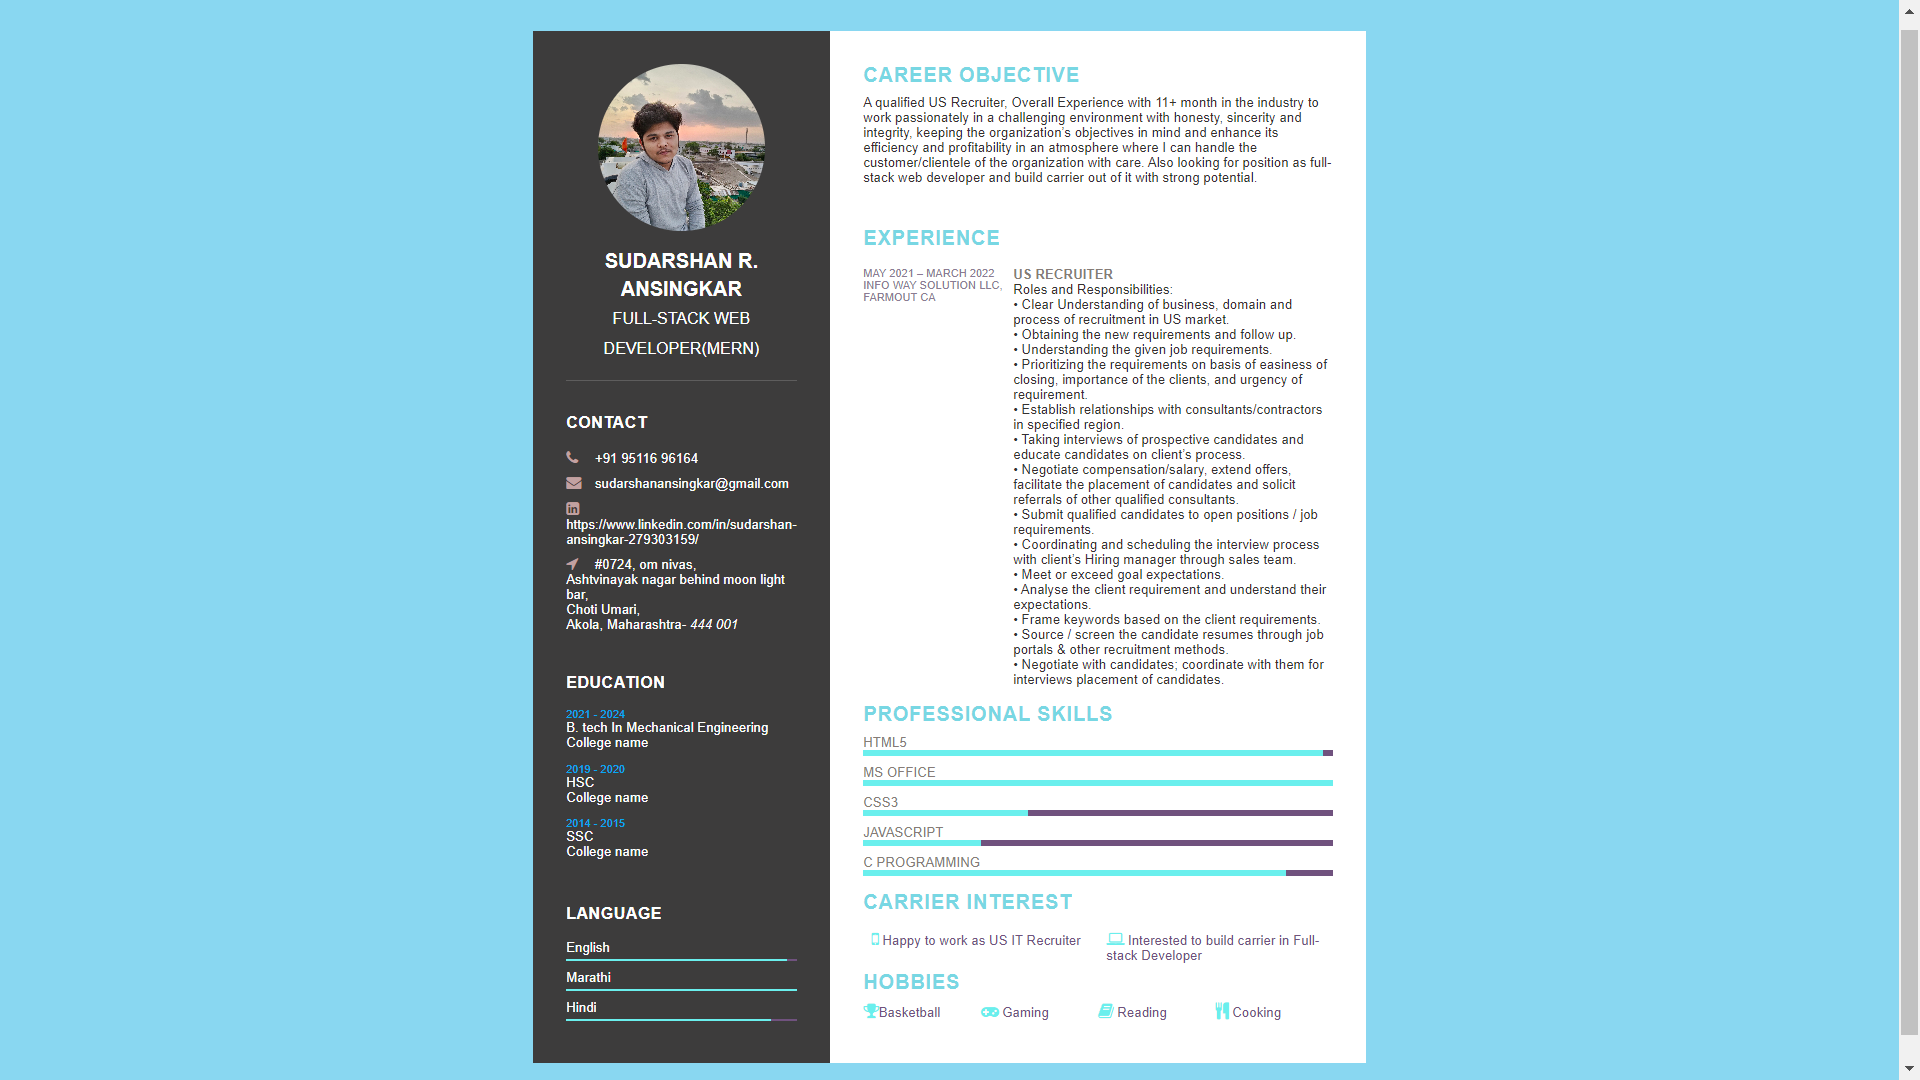 SUDARSHAN R.
ANSINGKAR
FULL-STACK WEB
DEVELOPER(MERN)
CONTACT
+91 95116 96164
sudarshanansingkar@gmail.com
https://www.linkedin.com/in/sudarshan-
ansingkar-279303159/
#0724, om nivas,
Ashtvinayak nagar behind moon light
bar,
Choti Umari,
Akola, Maharashtra- 444 001
EDUCATION
2021 - 2024
B. tech In Mechanical Engineering
College name
2019 - 2020
HSC
College name
2014 - 2015
SSC
College name
LANGUAGE
English
Marathi
Hindi
CAREER OBJECTIVE
A qualified US Recruiter, Overall Experience with 11+ month in the industry to
work passionately in a challenging environment with honesty, sincerity and
integrity, keeping the organization's objectives in mind and enhance its
efficiency and profitability in an atmosphere where I can handle the
customer/clientele of the organization with care. Also looking for position as full-
stack web developer and build carrier out of it with strong potential.
EXPERIENCE
MAY 2021 – MARCH 2022
INFO WAY SOLUTION LLC,
FARMOUT CA
US RECRUITER
Roles and Responsibilities:
• Clear Understanding of business, domain and
process of recruitment in US market.
• Obtaining the new requirements and follow up.
• Understanding the given job requirements.
• Prioritizing the requirements on basis of easiness of
closing, importance of the clients, and urgency of
requirement.
• Establish relationships with consultants/contractors
in specified region.
• Taking interviews of prospective candidates and
educate candidates on client's process.
• Negotiate compensation/salary, extend offers,
facilitate the placement of candidates and solicit
referrals of other qualified consultants.
• Submit qualified candidates to open positions / job
requirements.
• Coordinating and scheduling the interview process
with client's Hiring manager through sales team.
• Meet or exceed goal expectations.
• Analyse the client requirement and understand their
expectations.
• Frame keywords based on the client requirements.
• Source / screen the candidate resumes through job
portals & other recruitment methods.
• Negotiate with candidates; coordinate with them for
interviews placement of candidates.
PROFESSIONAL SKILLS
HTML5
MS OFFICE
CSS3
JAVASCRIPT
C PROGRAMMING
CARRIER INTEREST
Happy to work as US IT Recruiter
Interested to build carrier in Full-
stack Developer
HOBBIES
Basketball Gaming Reading Cooking